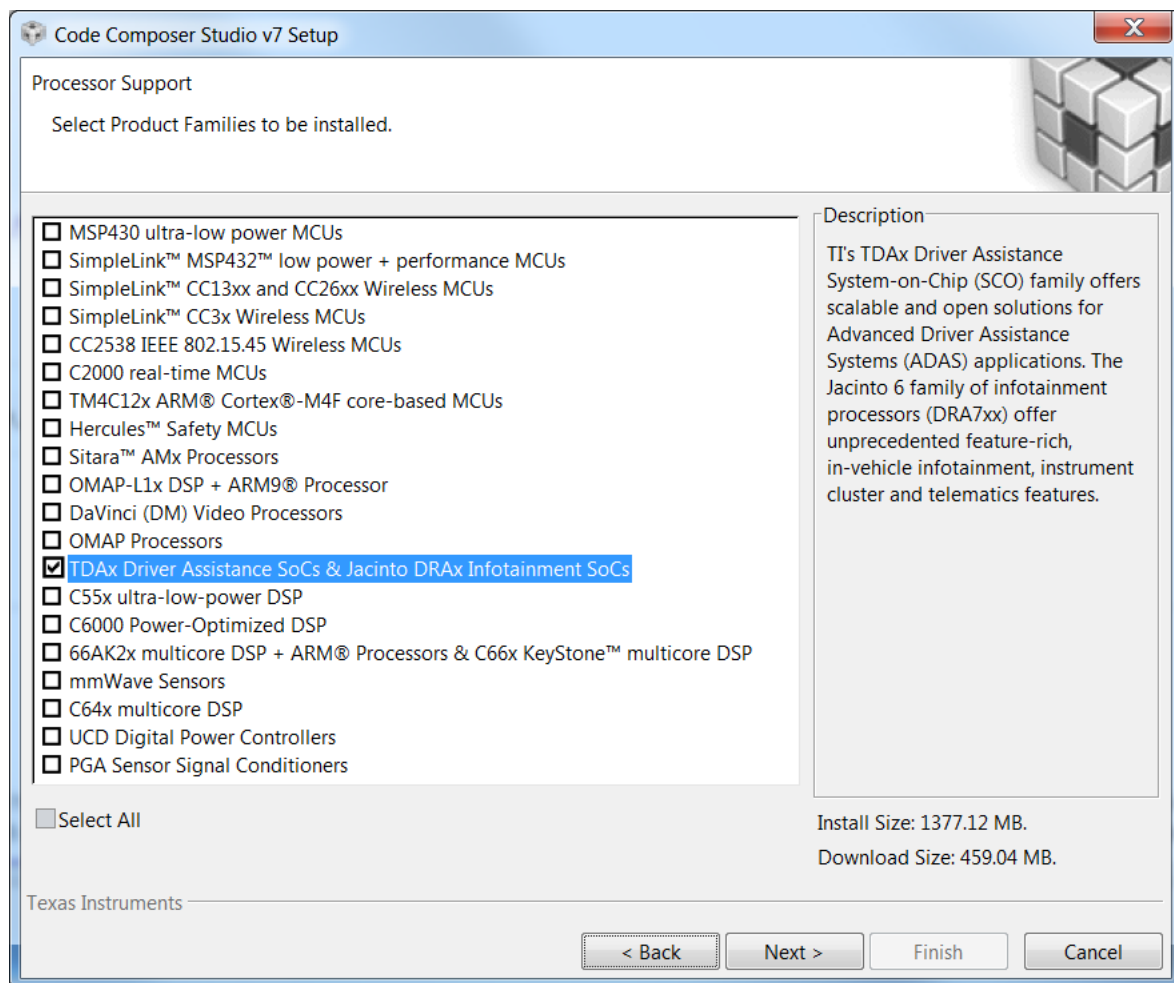 Code Composer Studio v7 Setup
Processor Support
Select Product Families to be installed.
MSP430 ultra-low power MCUs
SimpleLink™ MSP432™ low power + performance MCUs
SimpleLink™ CC13xx and CC26xx Wireless MCUs
SimpleLink™ CC3x Wireless MCUs
CC2538 IEEE 802.15.45 Wireless MCUs
C2000 real-time MCUs
TM4C12x ARM® Cortex®-M4F core-based MCUs
Hercules™ Safety MCUs
Sitara™ AMx Processors
OMAP-L1x DSP + ARM9® Processor
DaVinci (DM) Video Processors
OMAP Processors
TDAx Driver Assistance SoCs & Jacinto DRAx Infotainment SoCs
C55x ultra-low-power DSP
C6000 Power-Optimized DSP
66AK2x multicore DSP + ARM® Processors & C66x KeyStone™ multicore DSP
mmWave Sensors
C64x multicore DSP
UCD Digital Power Controllers
PGA Sensor Signal Conditioners
Select All
Description
TI's TDAx Driver Assistance
System-on-Chip (SCO) family offers
scalable and open solutions for
Advanced Driver Assistance
Systems (ADAS) applications. The
Jacinto 6 family of infotainment
processors (DRA7xx) offer
unprecedented feature-rich,
in-vehicle infotainment, instrument
cluster and telematics features.
Install Size: 1377.12 MB.
Download Size: 459.04 MB.
Texas Instruments
< Back
Next >
Finish
Cancel